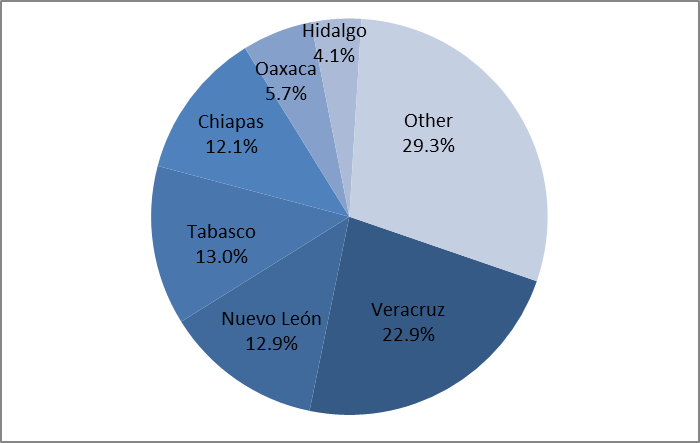 Hidalgo
4.1%
Oaxaca
5.7%
Other
29.3%
Chiapas
12.1%
Tabasco
13.0%
Nuevo León
12.9%
Veracruz
22.9%